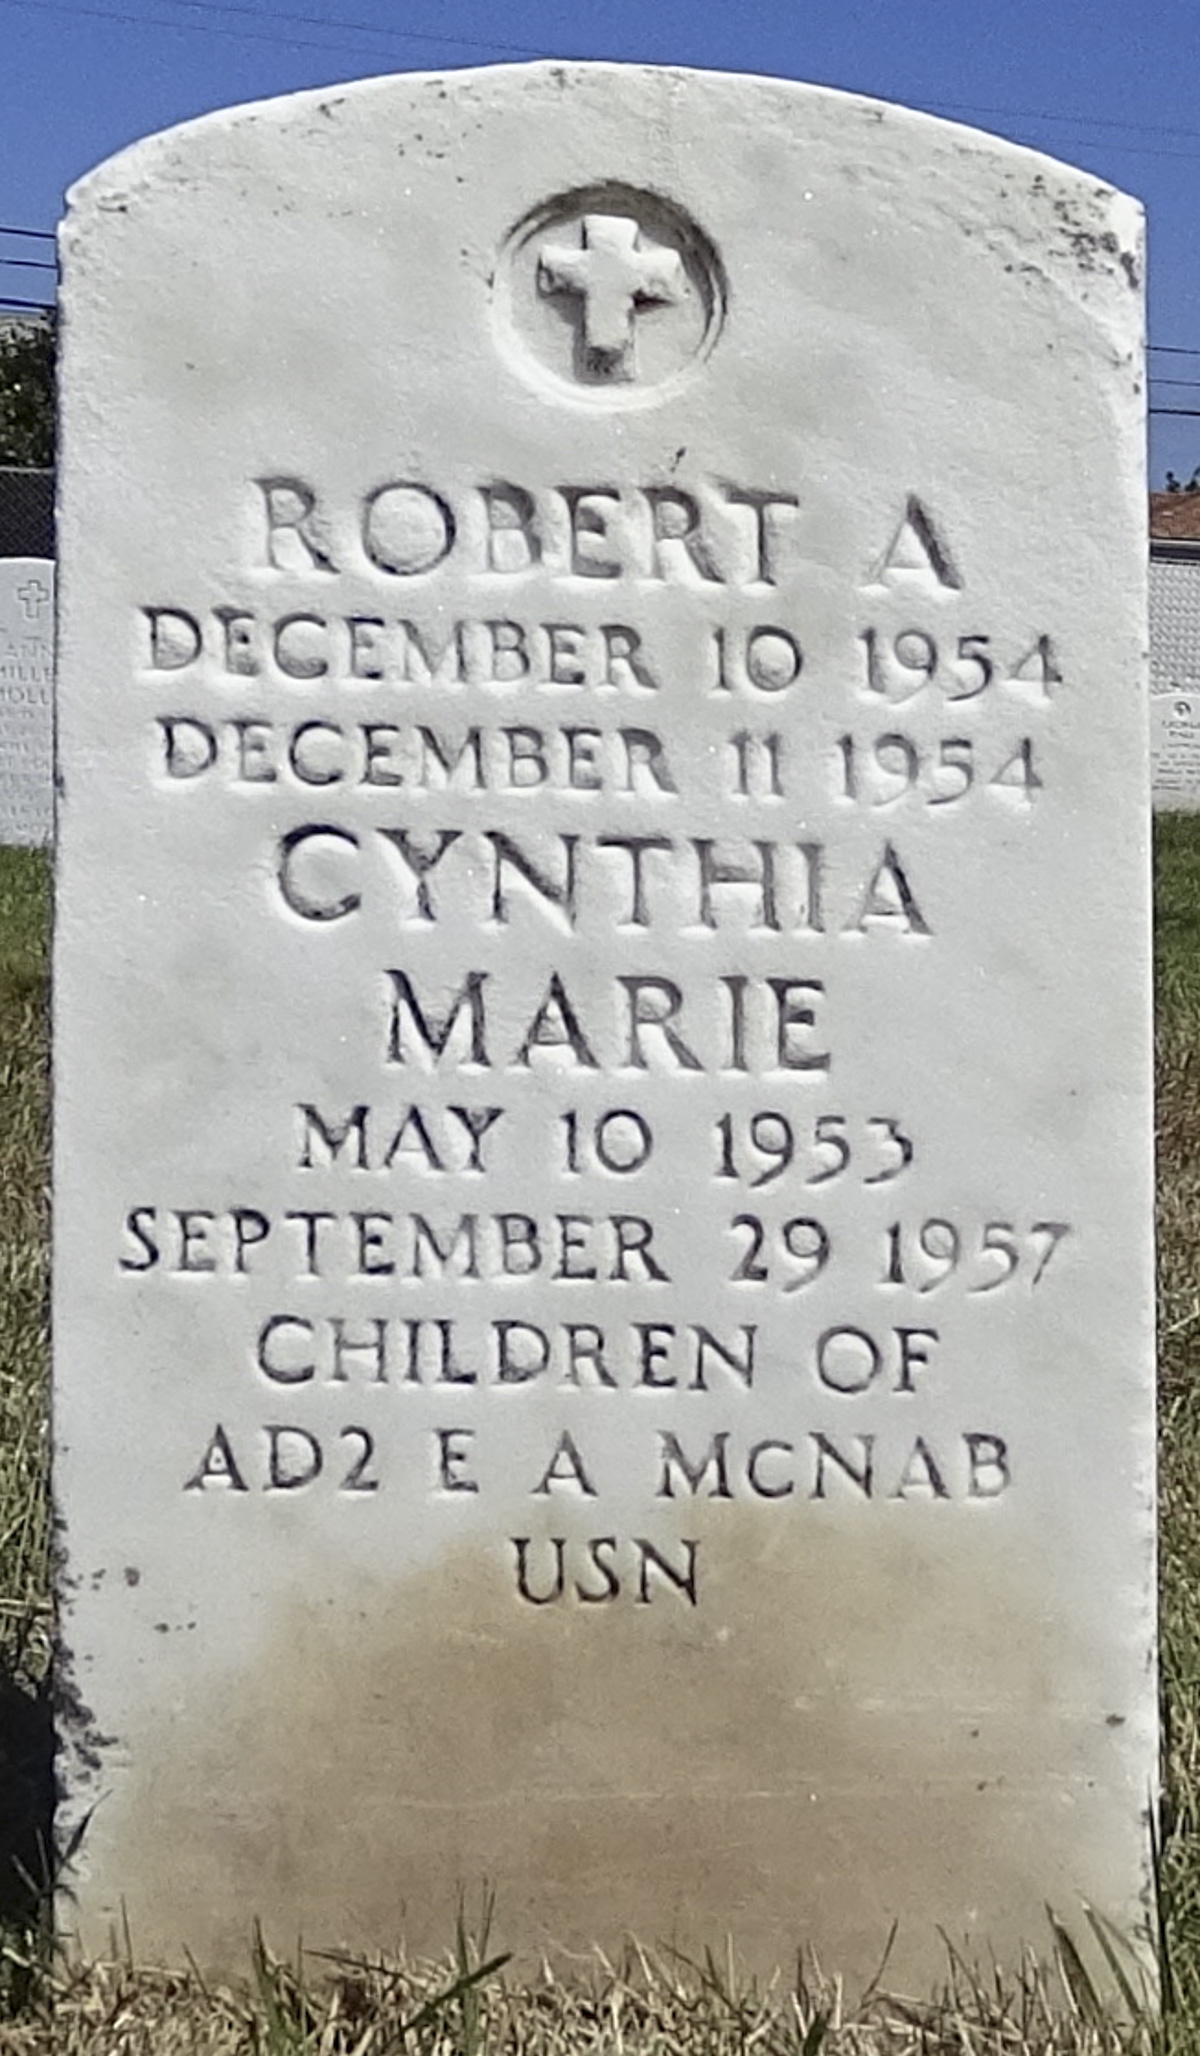 ROBERT A
DECEMBER 10 1954
DECEMBER 11 1954
CYNTHIA
MARIE
MAY 10 1953
SEPTEMBER 29 1957
CHILDREN OF
AD2 E A McNAB
USN